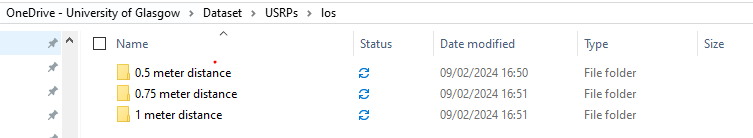 OneDrive - University of Glasgow > Dataset > USRPs > los
Name Status Date modified Type Size
0.5 meter distance 09/02/2024 16:50 File folder
0.75 meter distance 09/02/2024 16:51 File folder
1 meter distance 09/02/2024 16:51 File folder